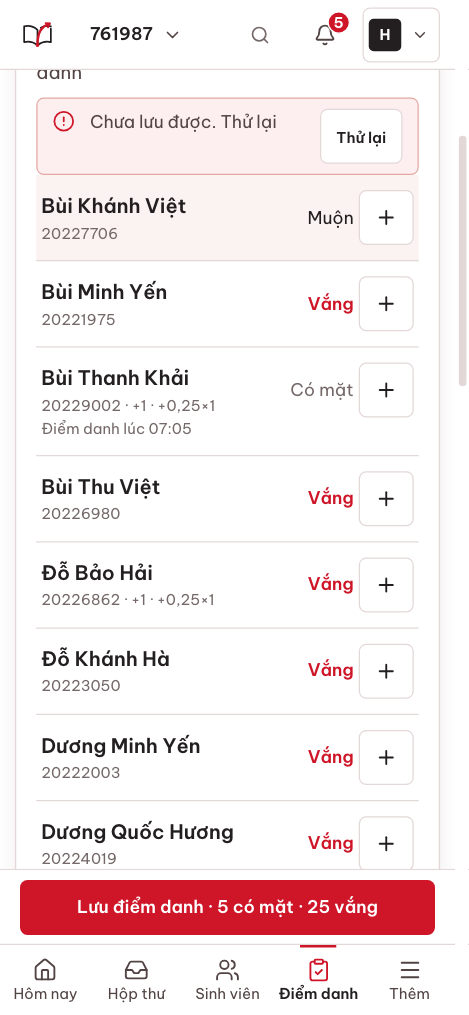 761987
5
H
danh
Chưa lưu được. Thử lại
Thử lại
Bùi Khánh Việt
20227706
Muộn
Bùi Minh Yến
20221975
Vắng
Bùi Thanh Khải
20229002 · +1 · +0,25×1
Điểm danh lúc 07:05
Có mặt
Bùi Thu Việt
20226980
Vắng
Đỗ Bảo Hải
20226862 · +1 · +0,25×1
Vắng
Đỗ Khánh Hà
20223050
Vắng
Dương Minh Yến
20222003
Vắng
Dương Quốc Hương
20224019
Vắng
Lưu điểm danh · 5 có mặt · 25 vắng
Hôm nay
Hộp thư
Sinh viên
Điểm danh
Thêm